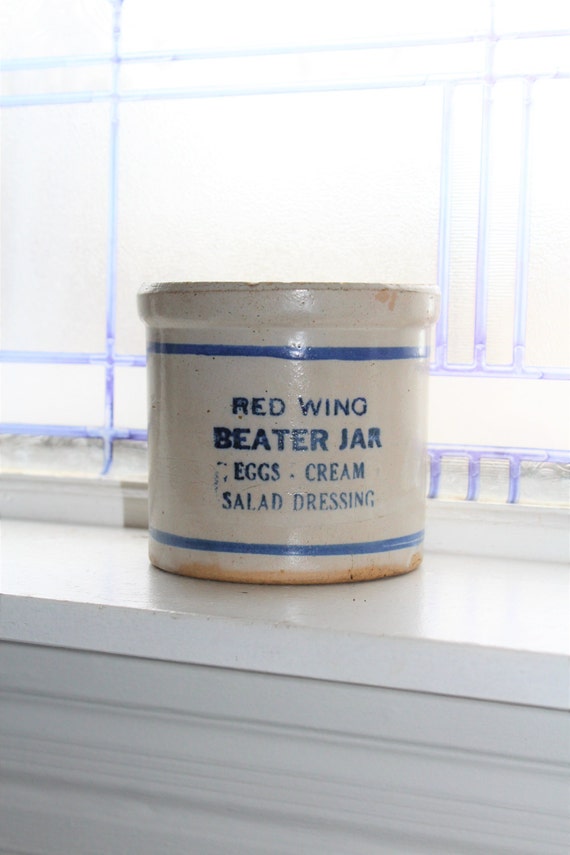 RED WING
BEATER JAR
EGGS . CREAM
SALAD DRESSING